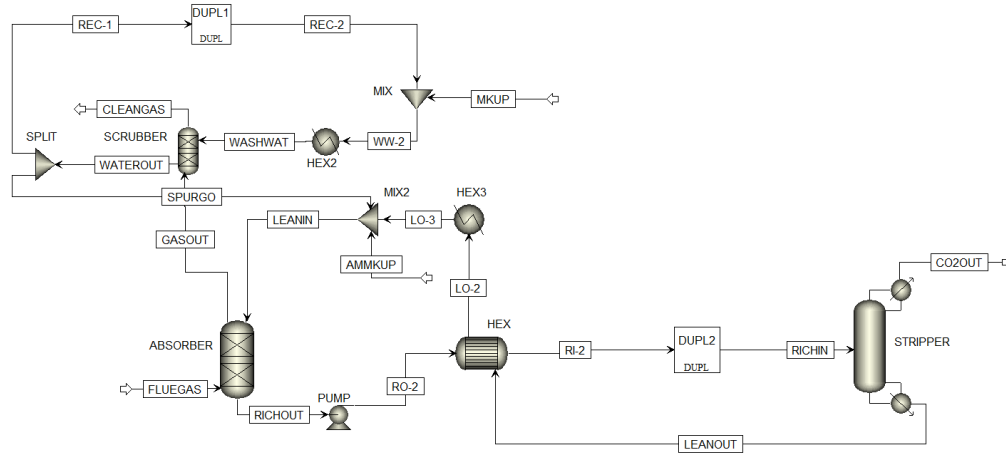 DUPL1
REC-1
REC-2
DUPL
MIX
MKUP
CLEANGAS
SPLIT
SCRUBBER
WASHWAT
WW-2
HEX2
WATEROUT
SPURGO
MIX2
HEX3
LEANIN
LO-3
GASOUT
AMMKUP
CO2OUT
LO-2
HEX
ABSORBER
RI-2
DUPL2
DUPL
RICHIN
STRIPPER
FLUEGAS
RO-2
PUMP
RICHOUT
LEANOUT